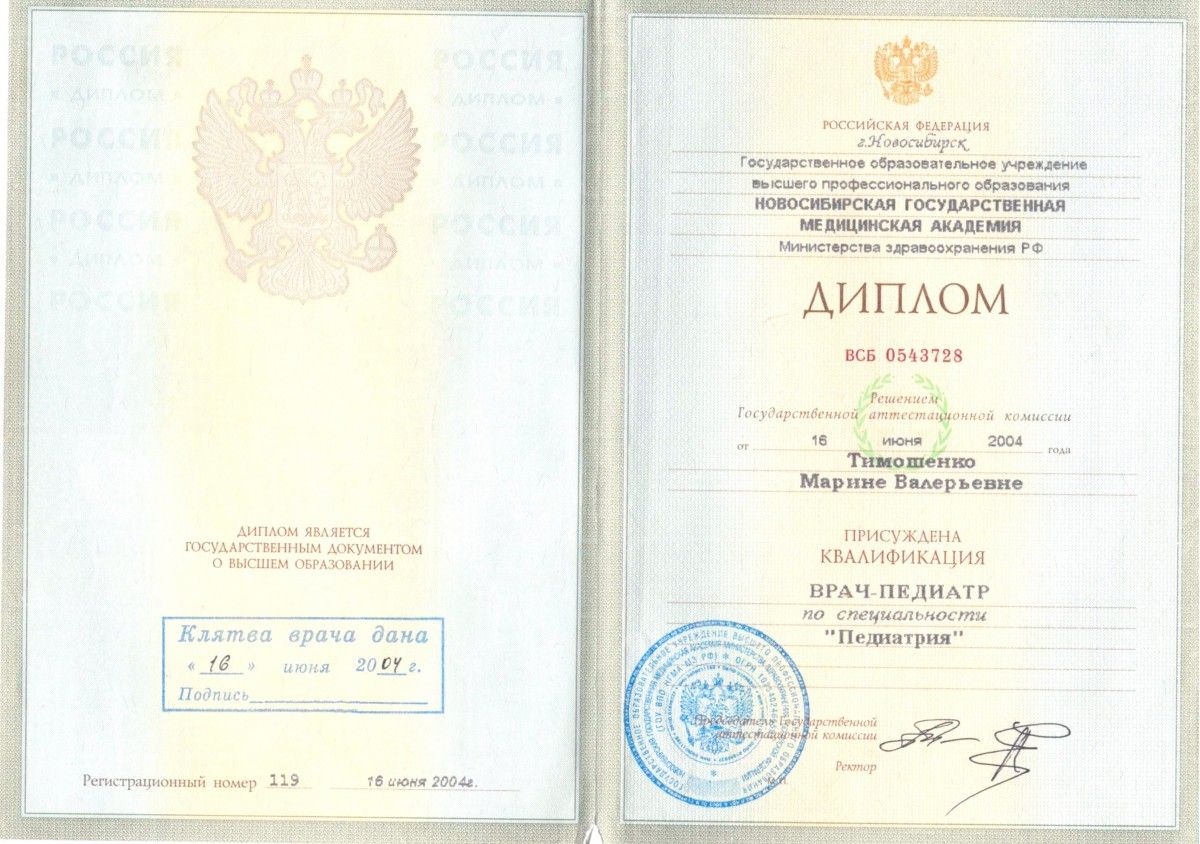 РОССИЯ РОССИЯ
« ДИПЛОМ » « ДИПЛОМ »
РОССИЯ РОССИЯ
« ДИПЛОМ » « ДИПЛОМ »
РОССИЯ РОССИЯ
« ДИПЛОМ » « ДИПЛОМ »
РОССИЯ РОССИЯ
ДИПЛОМ ЯВЛЯЕТСЯ
ГОСУДАРСТВЕННЫМ ДОКУМЕНТОМ
О ВЫСШЕМ ОБРАЗОВАНИИ
Клятва врача дана
« 16 » июня 2004 г.
Подпись
Регистрационный номер 119 16 июня 2004г.
РОССИЙСКАЯ ФЕДЕРАЦИЯ
г.Новосибирск
Государственное образовательное учреждение
высшего профессионального образования
НОВОСИБИРСКАЯ ГОСУДАРСТВЕННАЯ
МЕДИЦИНСКАЯ АКАДЕМИЯ
Министерства здравоохранения РФ
ДИПЛОМ
ВСБ 0543728
Решением
Государственной аттестационной комиссии
от 16 июня 2004 года
Тимошенко
Марине Валерьевне
ПРИСУЖДЕНА
КВАЛИФИКАЦИЯ
ВРАЧ-ПЕДИАТР
по специальности
"Педиатрия"
Председатель Государственной
аттестационной комиссии
Ректор